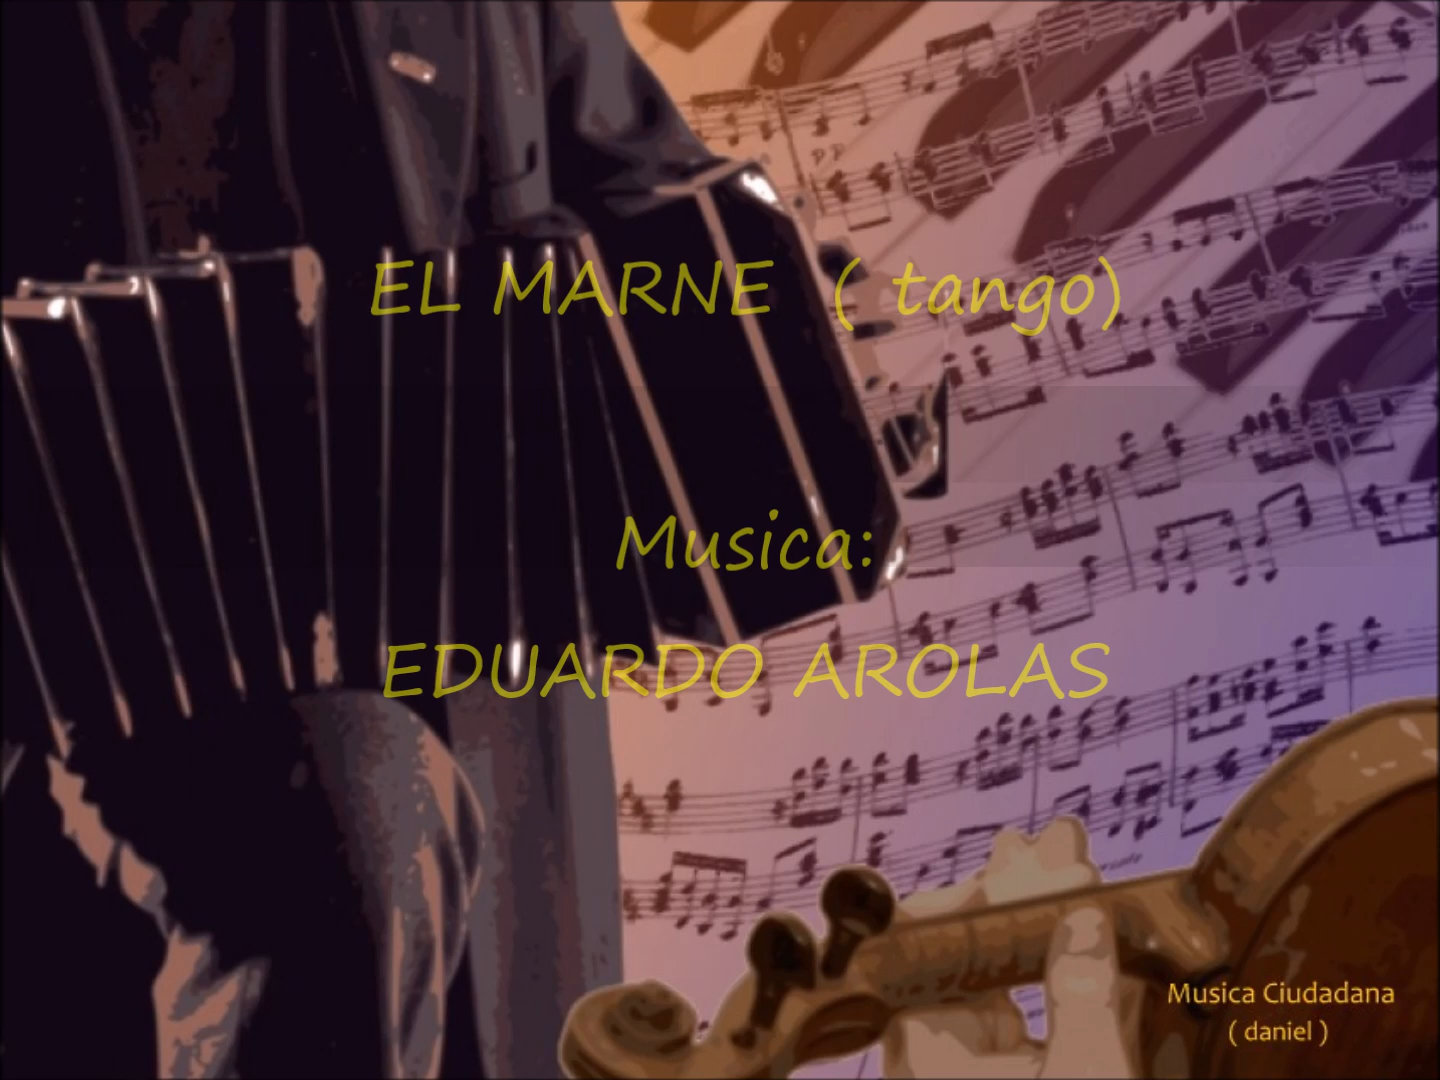 EL MARNE ( tango)
Musica:
EDUARDO AROLAS
Musica Ciudadana
( daniel )